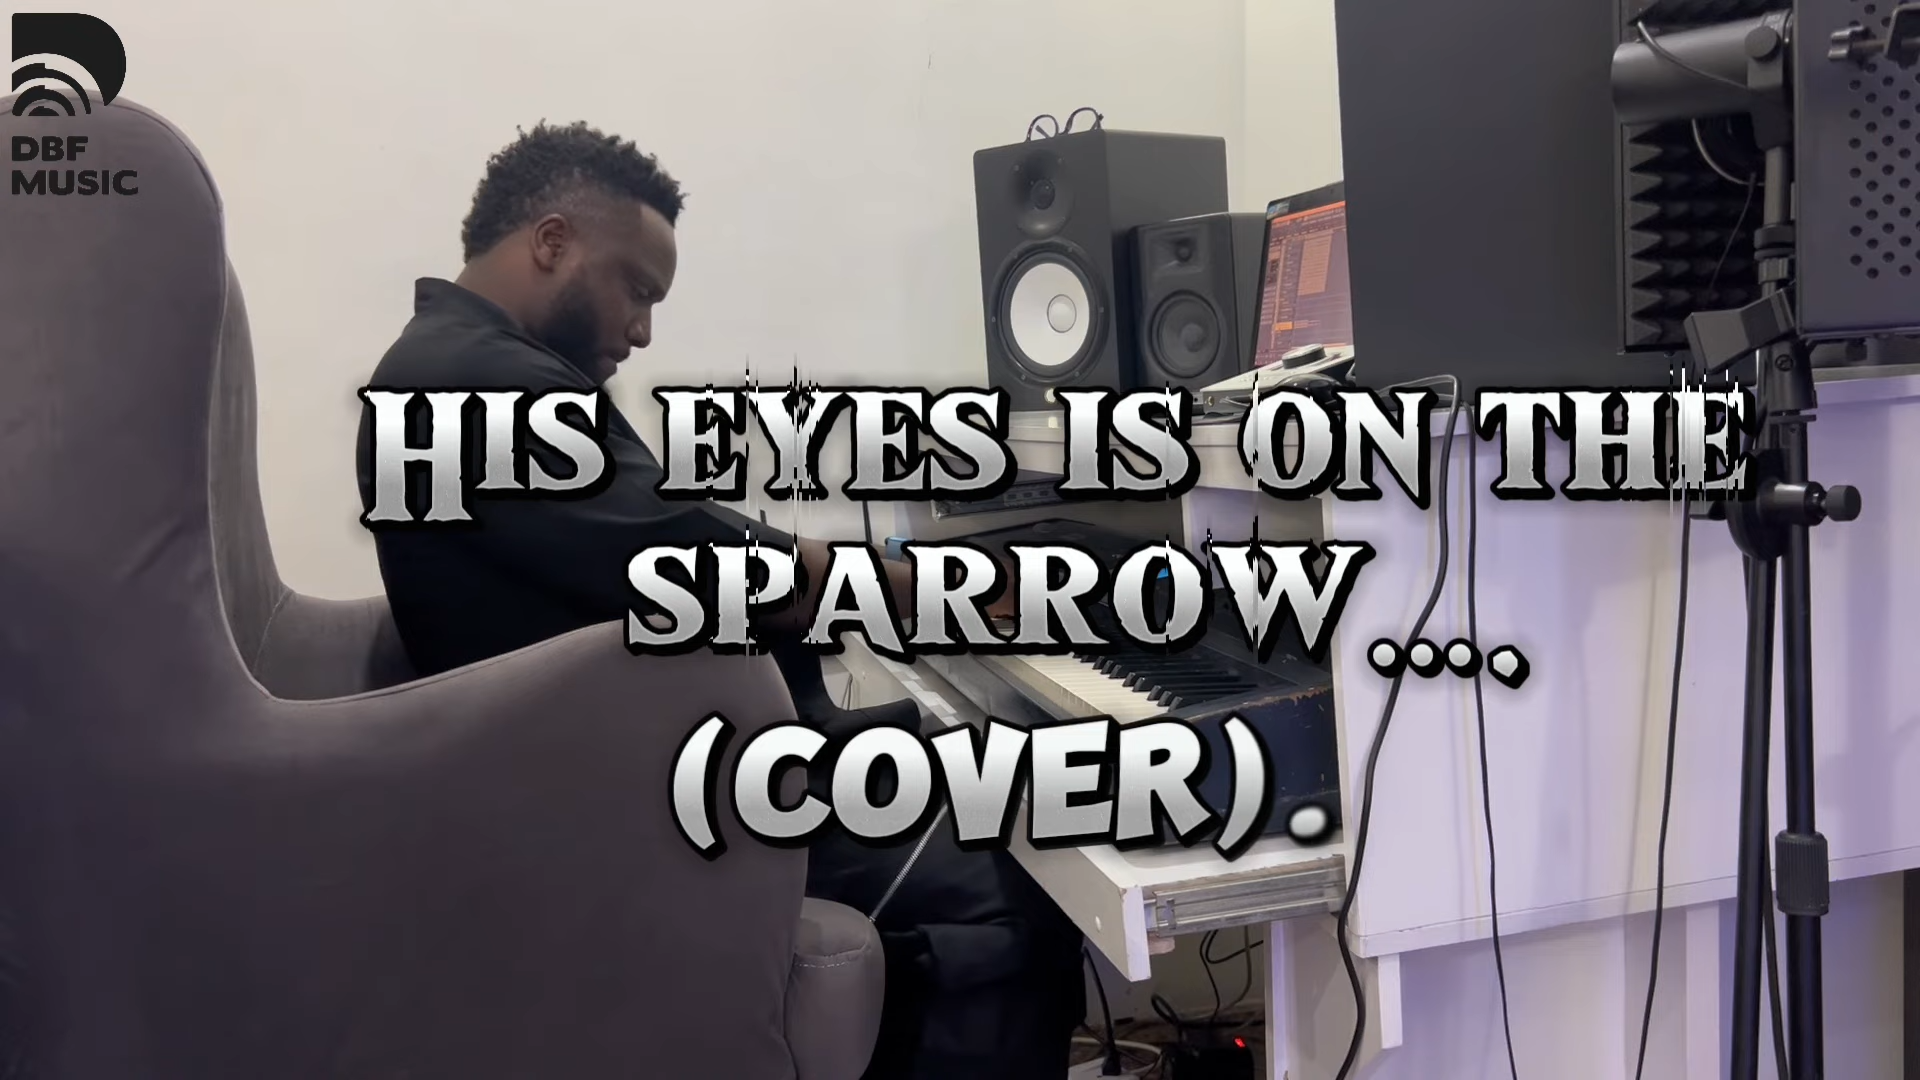 DBF
MUSIC
HIS EYES IS ON THE
SPARROW ....
(COVER).